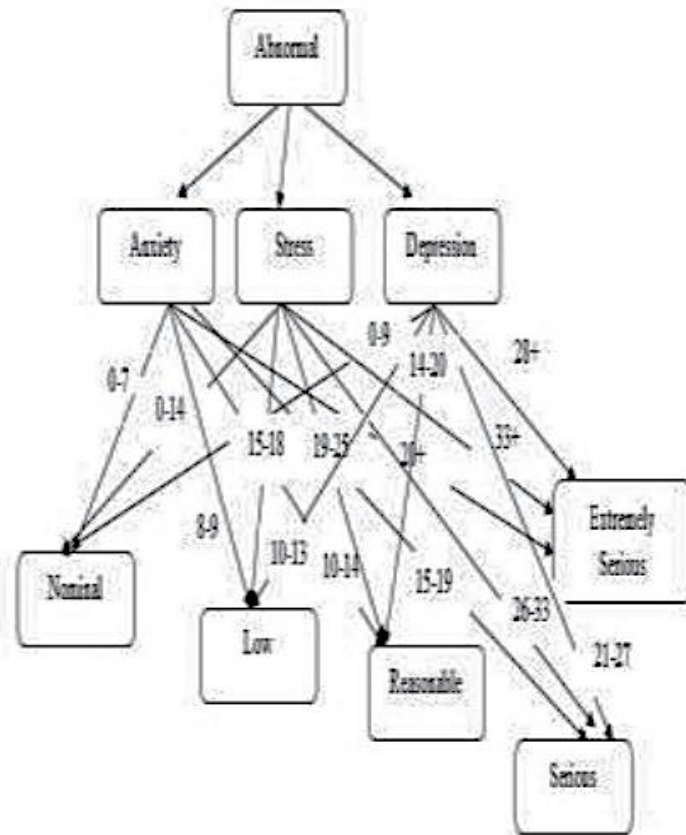 Abnormal
Anxiety
Stress
Depression
0-9
28+
0-7
14-20
0-14
15-18
19-25
20+
33+
8-9
10-13
10-14
15-19
Extremely
Serious
Nominal
26-33
Low
21-27
Reasonable
Serious